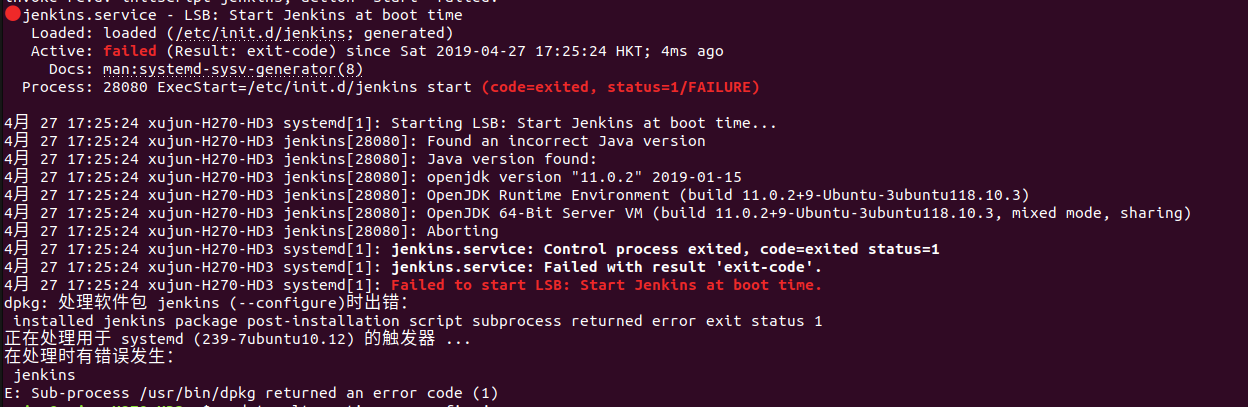 jenkins.service - LSB: Start Jenkins at boot time
Loaded: loaded (/etc/init.d/jenkins; generated)
Active: failed (Result: exit-code) since Sat 2019-04-27 17:25:24 HKT; 4ms ago
Docs: man:systemd-sysv-generator(8)
Process: 28080 ExecStart=/etc/init.d/jenkins start (code=exited, status=1/FAILURE)
4月 27 17:25:24 xujun-H270-HD3 systemd[1]: Starting LSB: Start Jenkins at boot time...
4月 27 17:25:24 xujun-H270-HD3 jenkins[28080]: Found an incorrect Java version
4月 27 17:25:24 xujun-H270-HD3 jenkins[28080]: Java version found:
4月 27 17:25:24 xujun-H270-HD3 jenkins[28080]: openjdk version "11.0.2" 2019-01-15
4月 27 17:25:24 xujun-H270-HD3 jenkins[28080]: OpenJDK Runtime Environment (build 11.0.2+9-Ubuntu-3ubuntu118.10.3)
4月 27 17:25:24 xujun-H270-HD3 jenkins[28080]: OpenJDK 64-Bit Server VM (build 11.0.2+9-Ubuntu-3ubuntu118.10.3, mixed mode, sharing)
4月 27 17:25:24 xujun-H270-HD3 jenkins[28080]: Aborting
4月 27 17:25:24 xujun-H270-HD3 systemd[1]: jenkins.service: Control process exited, code=exited status=1
4月 27 17:25:24 xujun-H270-HD3 systemd[1]: jenkins.service: Failed with result 'exit-code'.
4月 27 17:25:24 xujun-H270-HD3 systemd[1]: Failed to start LSB: Start Jenkins at boot time.
dpkg: 处理软件包 jenkins (--configure)时出错：
installed jenkins package post-installation script subprocess returned error exit status 1
正在处理用于 systemd (239-7ubuntu10.12) 的触发器 ...
在处理时有错误发生：
jenkins
E: Sub-process /usr/bin/dpkg returned an error code (1)